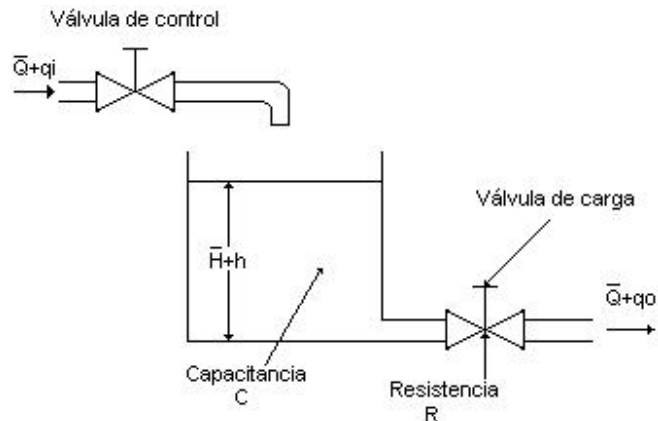 Válvula de control
Q̅+qi
Válvula de carga
H̅+h
Q̅+qo
Capacitancia
C
Resistencia
R